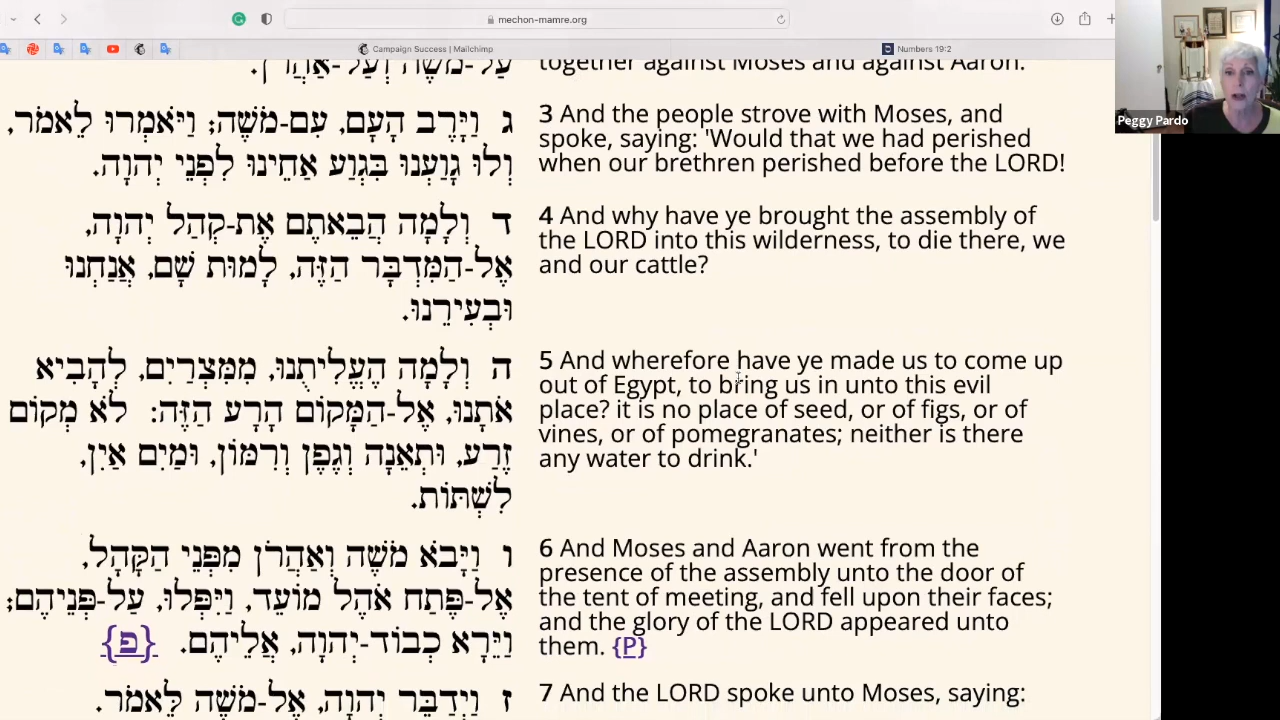 mechon-mamre.org
Campaign Success | Mailchimp
Numbers 19:2
Peggy Pardo
עַל-מֹשֶׁה וְעַל-אַהֲרֹן.
together against Moses and against Aaron.
ג וַיָּרֶב הָעָם, עִם-מֹשֶׁה; וַיֹּאמְרוּ לֵאמֹר,
וְלוּ גָוַעְנוּ בִּגְוַע אַחֵינוּ לִפְנֵי יְהוָה.
3 And the people strove with Moses, and
spoke, saying: 'Would that we had perished
when our brethren perished before the LORD!
ד וְלָמָה הֲבֵאתֶם אֶת-קְהַל יְהוָה,
אֶל-הַמִּדְבָּר הַזֶּה, לָמוּת שָׁם, אֲנַחְנוּ
וּבְעִירֵנוּ.
4 And why have ye brought the assembly of
the LORD into this wilderness, to die there, we
and our cattle?
ה וְלָמָה הֶעֱלִיתֻנוּ, מִמִּצְרַיִם, לְהָבִיא
אֹתָנוּ, אֶל-הַמָּקוֹם הָרָע הַזֶּה: לֹא מְקוֹם
זֶרַע, וּתְאֵנָה וְגֶפֶן וְרִמּוֹן, וּמַיִם אַיִן,
לִשְׁתּוֹת.
5 And wherefore have ye made us to come up
out of Egypt, to bring us in unto this evil
place? it is no place of seed, or of figs, or of
vines, or of pomegranates; neither is there
any water to drink.'
ו וַיָּבֹא מֹשֶׁה וְאַהֲרֹן מִפְּנֵי הַקָּהָל,
אֶל-פֶּתַח אֹהֶל מוֹעֵד, וַיִּפְּלוּ, עַל-פְּנֵיהֶם;
וַיֵּרָא כְבוֹד-יְהוָה, אֲלֵיהֶם. {פ}
6 And Moses and Aaron went from the
presence of the assembly unto the door of
the tent of meeting, and fell upon their faces;
and the glory of the LORD appeared unto
them. {P}
ז וַיְדַבֵּר יְהוָה, אֶל-מֹשֶׁה לֵּאמֹר.
7 And the LORD spoke unto Moses, saying: